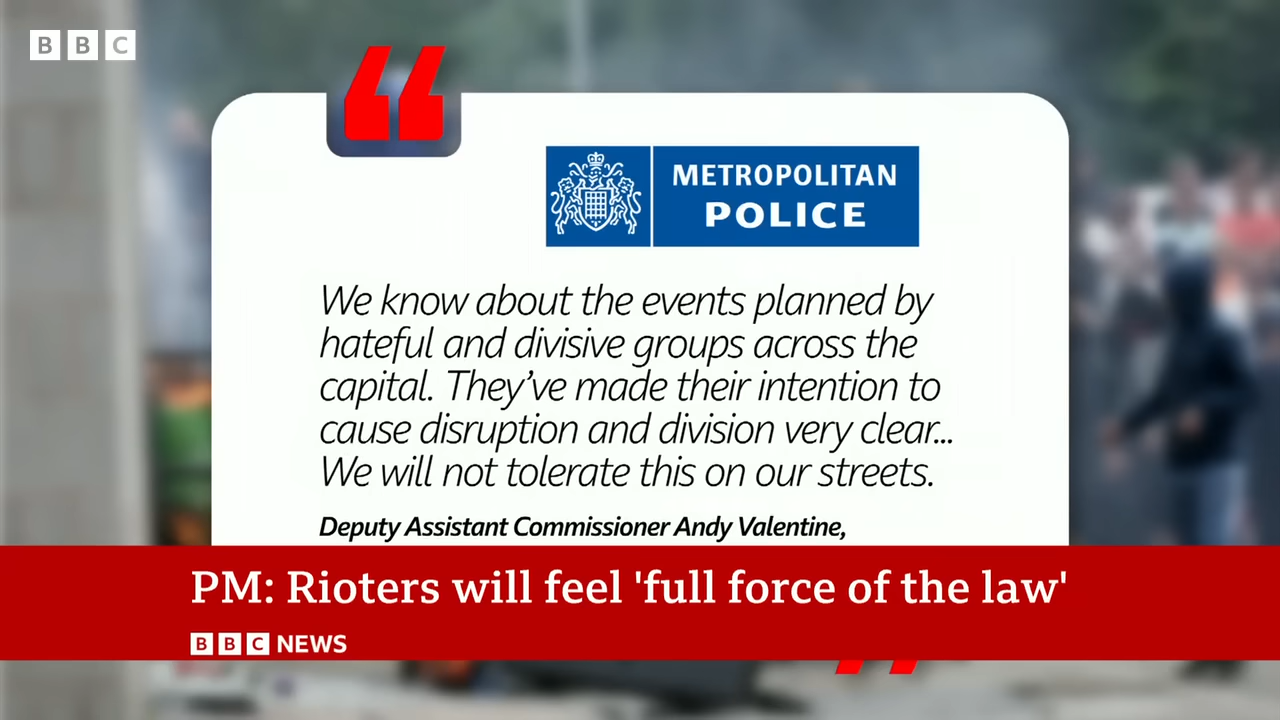 BBC
METROPOLITAN
POLICE
We know about the events planned by
hateful and divisive groups across the
capital. They’ve made their intention to
cause disruption and division very clear...
We will not tolerate this on our streets.
Deputy Assistant Commissioner Andy Valentine,
PM: Rioters will feel 'full force of the law'
BBC NEWS